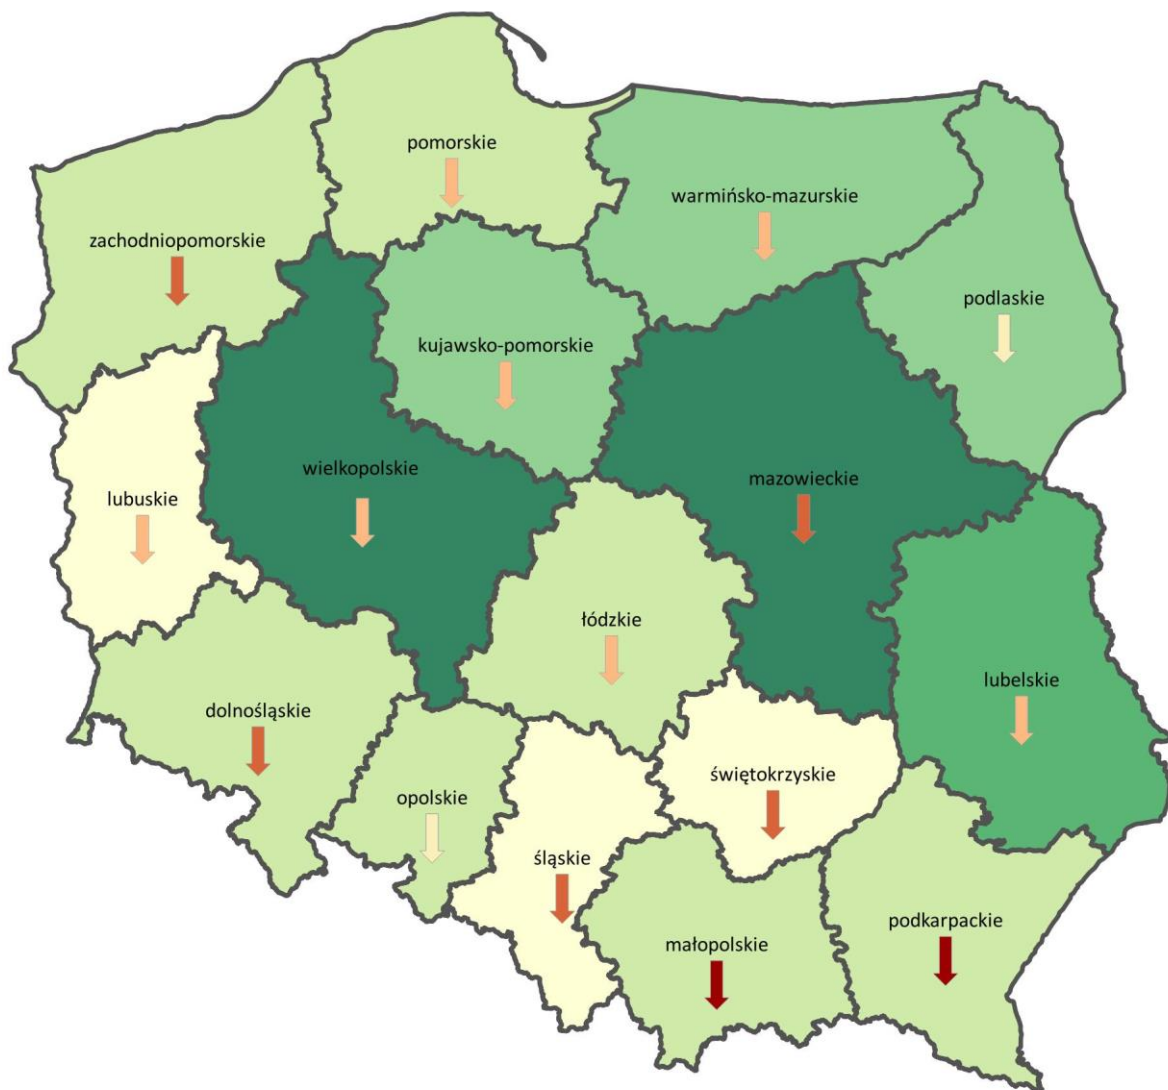 pomorskie
warmińsko-mazurskie
zachodniopomorskie
podlaskie
kujawsko-pomorskie
wielkopolskie
mazowieckie
lubuskie
łódzkie
lubelskie
dolnośląskie
świętokrzyskie
opolskie
śląskie
podkarpackie
małopolskie